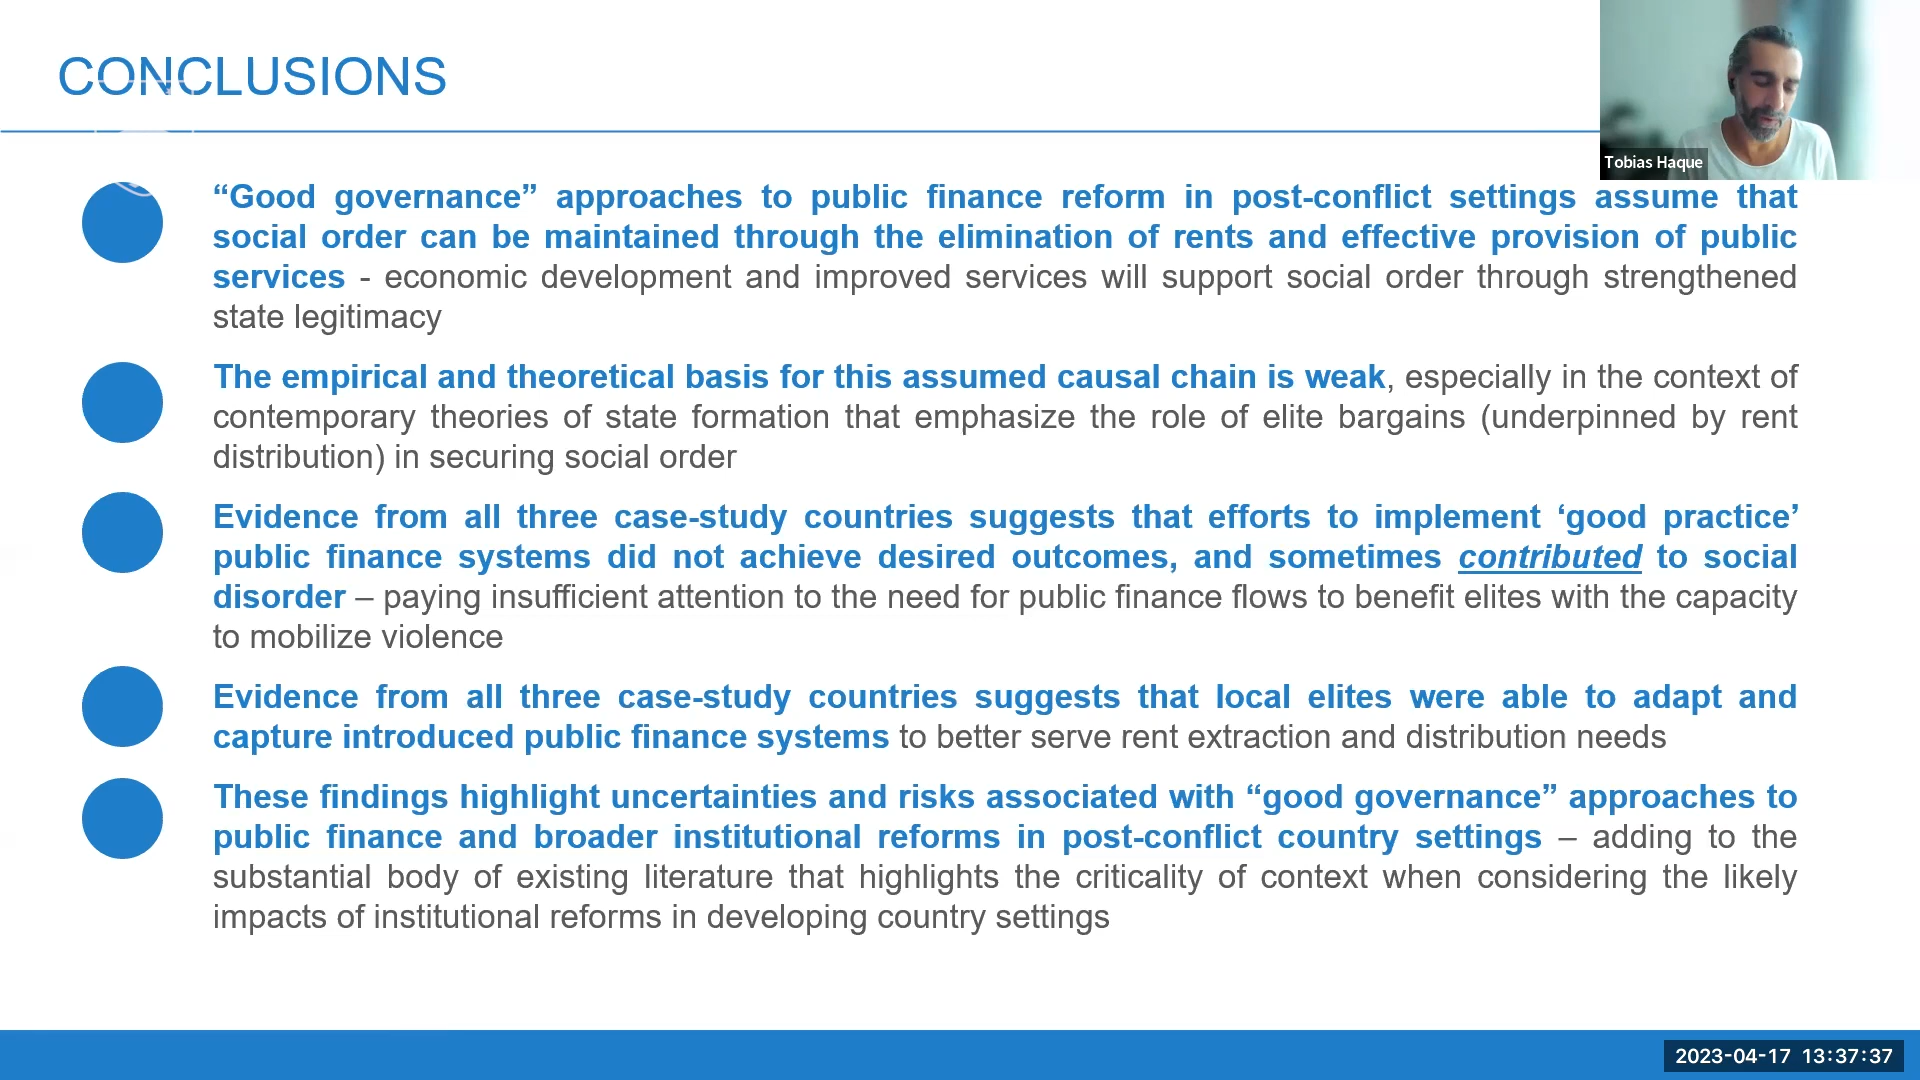 CONCLUSIONS
Tobias Haque
“Good governance” approaches to public finance reform in post-conflict settings assume that
social order can be maintained through the elimination of rents and effective provision of public
services - economic development and improved services will support social order through strengthened
state legitimacy
The empirical and theoretical basis for this assumed causal chain is weak, especially in the context of
contemporary theories of state formation that emphasize the role of elite bargains (underpinned by rent
distribution) in securing social order
Evidence from all three case-study countries suggests that efforts to implement ‘good practice’
public finance systems did not achieve desired outcomes, and sometimes contributed to social
disorder – paying insufficient attention to the need for public finance flows to benefit elites with the capacity
to mobilize violence
Evidence from all three case-study countries suggests that local elites were able to adapt and
capture introduced public finance systems to better serve rent extraction and distribution needs
These findings highlight uncertainties and risks associated with “good governance” approaches to
public finance and broader institutional reforms in post-conflict country settings – adding to the
substantial body of existing literature that highlights the criticality of context when considering the likely
impacts of institutional reforms in developing country settings
2023-04-17 13:37:37